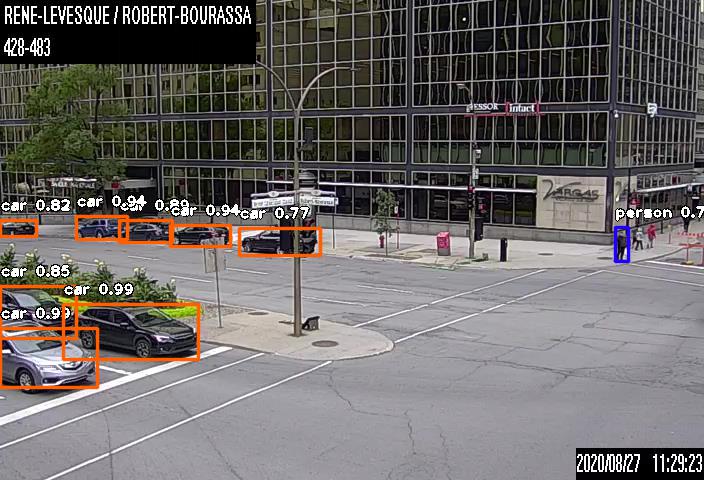 RENE-LEVESQUE / ROBERT-BOURASSA
428-483
intact
VARGAS
car 0.82
car 0.94
car 0.89
car 0.94
car 0.77
person 0.7
car 0.85
car 0.99
car 0.99
2020/08/27 11:29:23